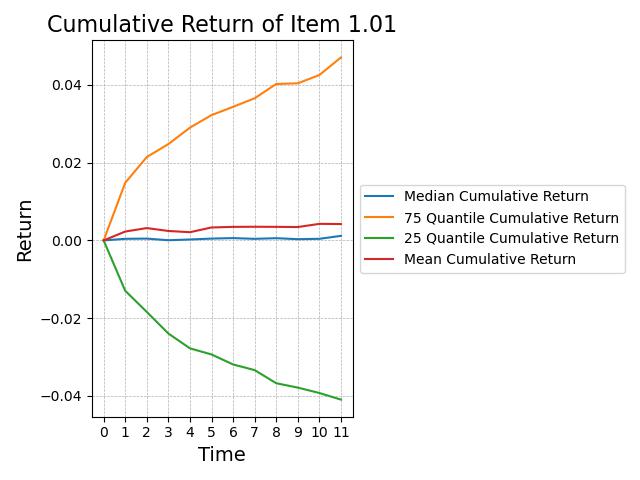 Cumulative Return of Item 1.01
Return
0.04
0.02
0.00
−0.02
−0.04
0 1 2 3 4 5 6 7 8 9 10 11
Time
Median Cumulative Return
75 Quantile Cumulative Return
25 Quantile Cumulative Return
Mean Cumulative Return